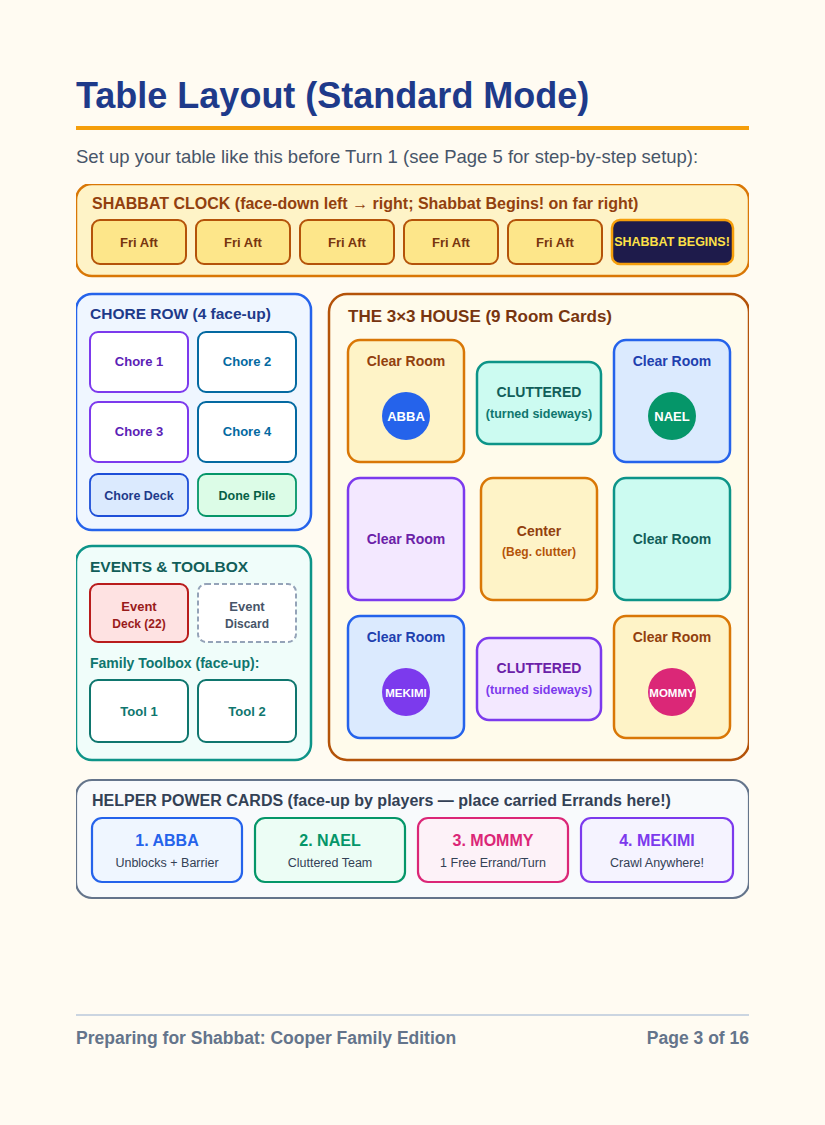 Table Layout (Standard Mode)
Set up your table like this before Turn 1 (see Page 5 for step-by-step setup):
SHABBAT CLOCK (face-down left → right; Shabbat Begins! on far right)
Fri Aft
Fri Aft
Fri Aft
Fri Aft
Fri Aft
SHABBAT BEGINS!
CHORE ROW (4 face-up)
Chore 1
Chore 2
Chore 3
Chore 4
Chore Deck
Done Pile
EVENTS & TOOLBOX
Event
Deck (22)
Event
Discard
Family Toolbox (face-up):
Tool 1
Tool 2
THE 3×3 HOUSE (9 Room Cards)
Clear Room
ABBA
CLUTTERED
(turned sideways)
Clear Room
NAEL
Clear Room
Center
(Beg. clutter)
Clear Room
Clear Room
MEKIMI
CLUTTERED
(turned sideways)
Clear Room
MOMMY
HELPER POWER CARDS (face-up by players — place carried Errands here!)
1. ABBA
Unblocks + Barrier
2. NAEL
Cluttered Team
3. MOMMY
1 Free Errand/Turn
4. MEKIMI
Crawl Anywhere!
Preparing for Shabbat: Cooper Family Edition
Page 3 of 16